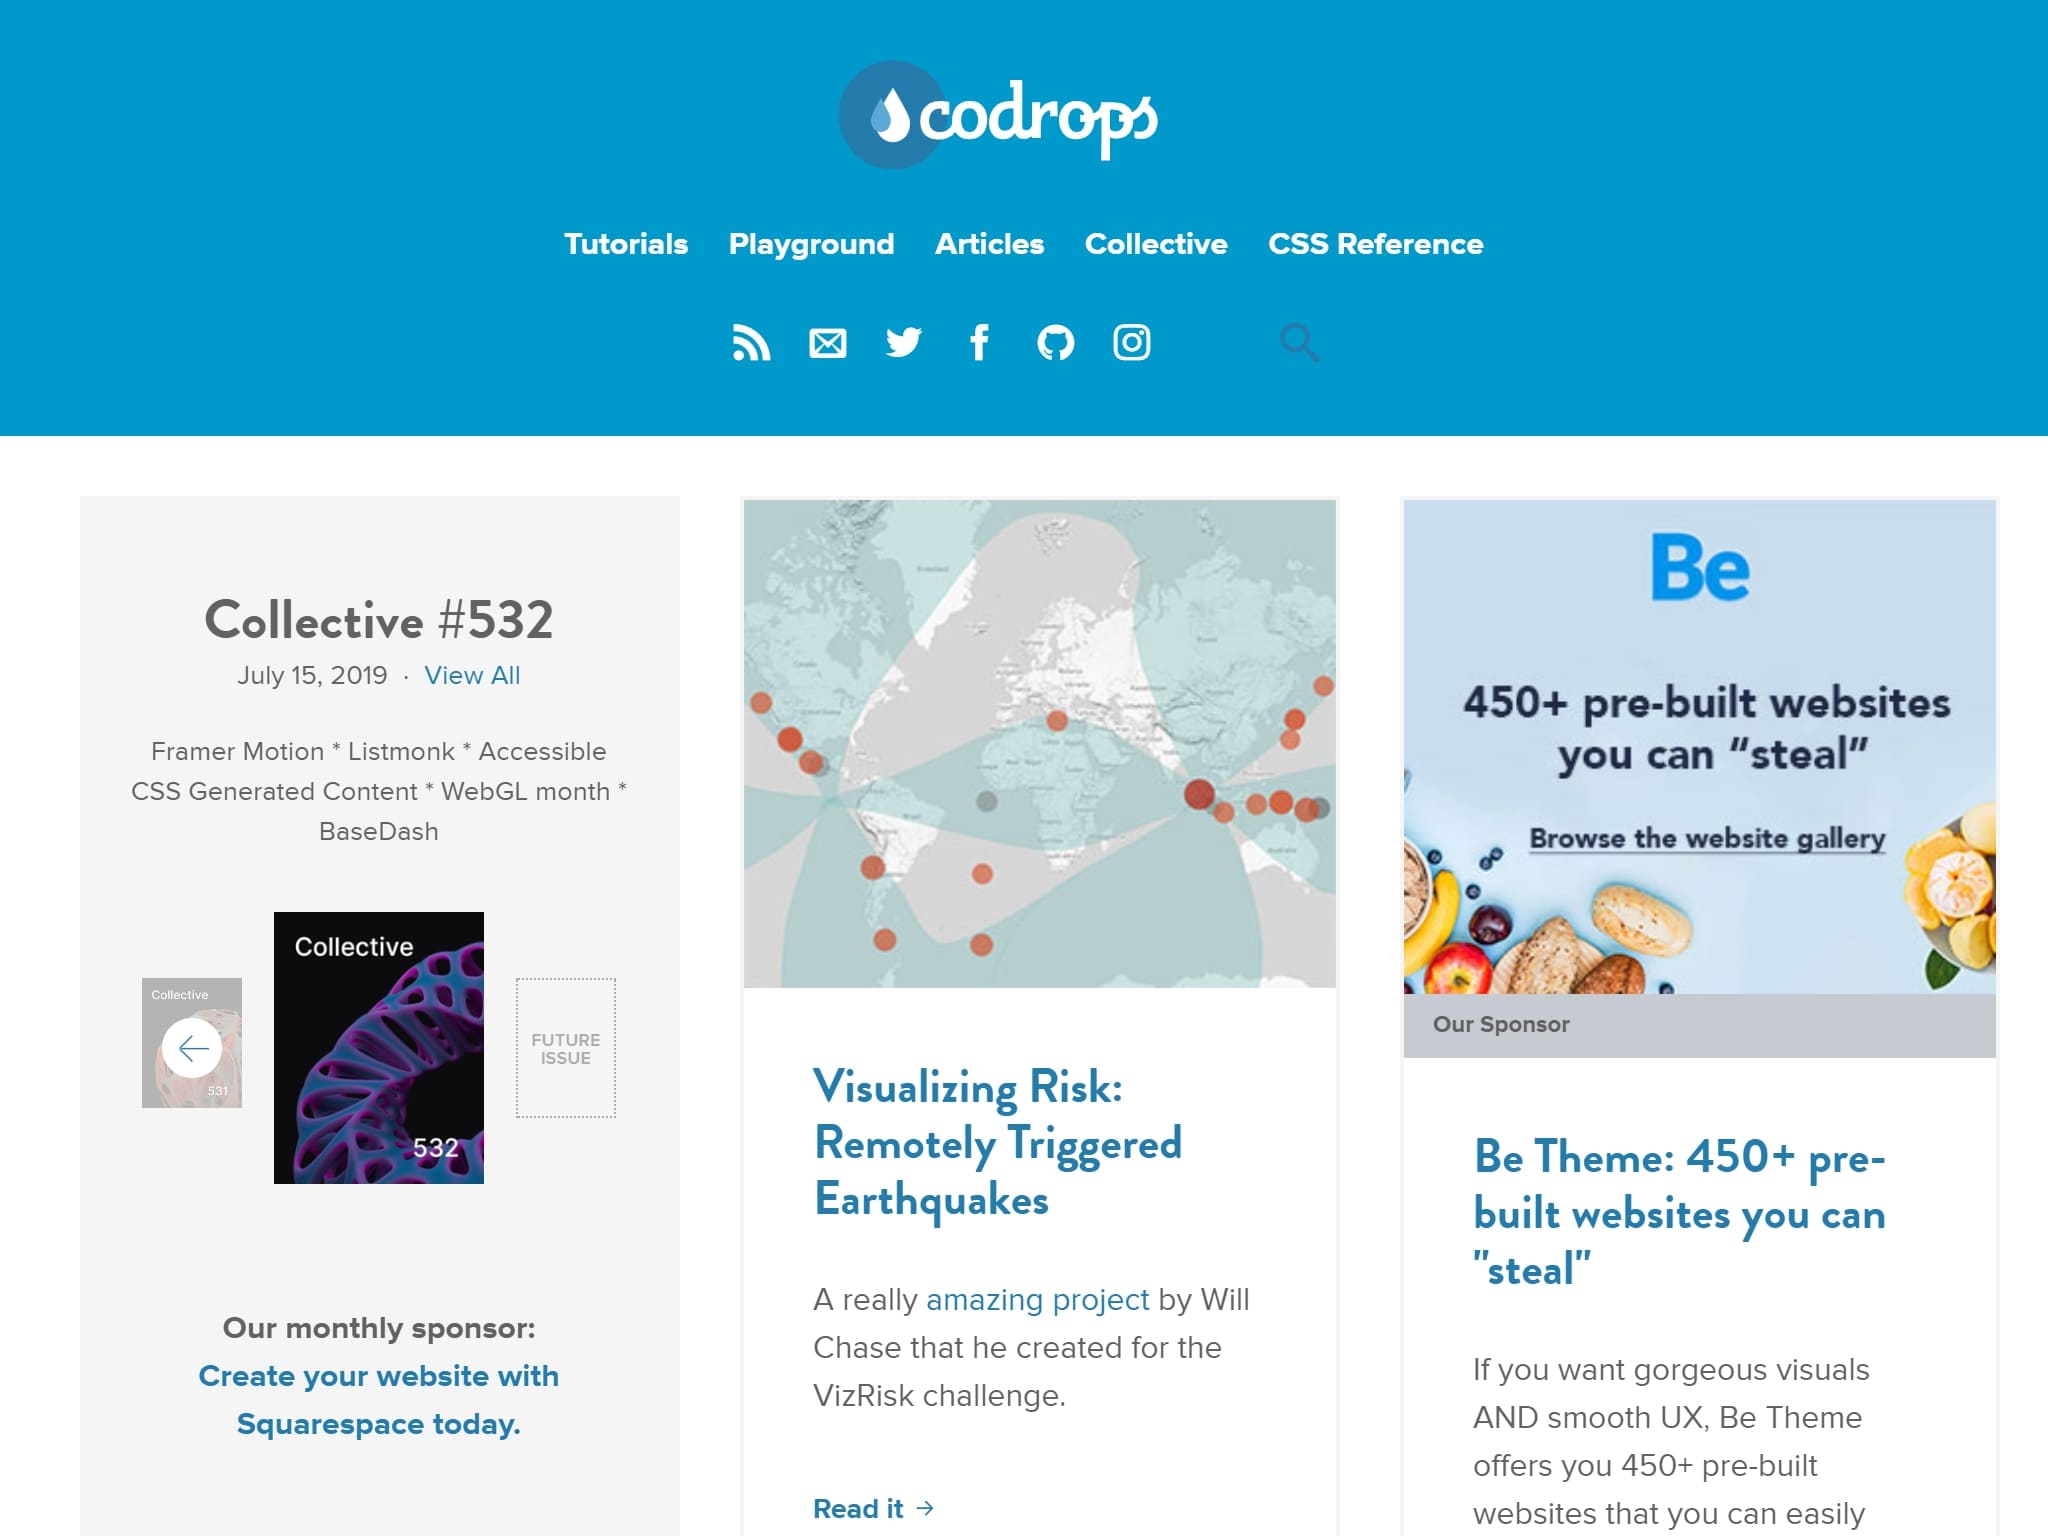 codrops
Tutorials Playground Articles Collective CSS Reference
Collective #532
July 15, 2019 · View All
Framer Motion * Listmonk * Accessible
CSS Generated Content * WebGL month *
BaseDash
Collective
531
Collective
532
FUTURE
ISSUE
Our monthly sponsor:
Create your website with
Squarespace today.
Visualizing Risk:
Remotely Triggered
Earthquakes
A really amazing project by Will
Chase that he created for the
VizRisk challenge.
Read it →
Be
450+ pre-built websites
you can “steal”
Browse the website gallery
Our Sponsor
Be Theme: 450+ pre-
built websites you can
"steal"
If you want gorgeous visuals
AND smooth UX, Be Theme
offers you 450+ pre-built
websites that you can easily